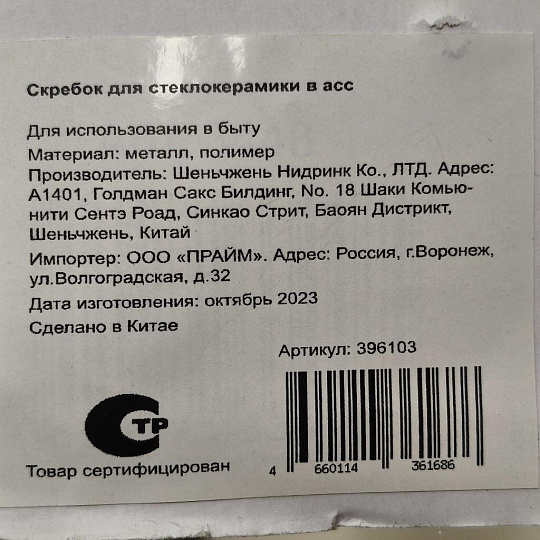 Скребок для стеклокерамики в асс
Для использования в быту
Материал: металл, полимер
Производитель: Шеньчжень Нидринк Ко., ЛТД. Адрес:
А1401, Голдман Сакс Билдинг, No. 18 Шаки Комью-
нити Сентэ Роад, Синкао Стрит, Баоян Дистрикт,
Шеньчжень, Китай
Импортер: ООО «ПРАЙМ». Адрес: Россия, г.Воронеж,
ул.Волгоградская, д.32
Дата изготовления: октябрь 2023
Сделано в Китае
Артикул: 396103
СТР
Товар сертифицирован
4 660114 361686